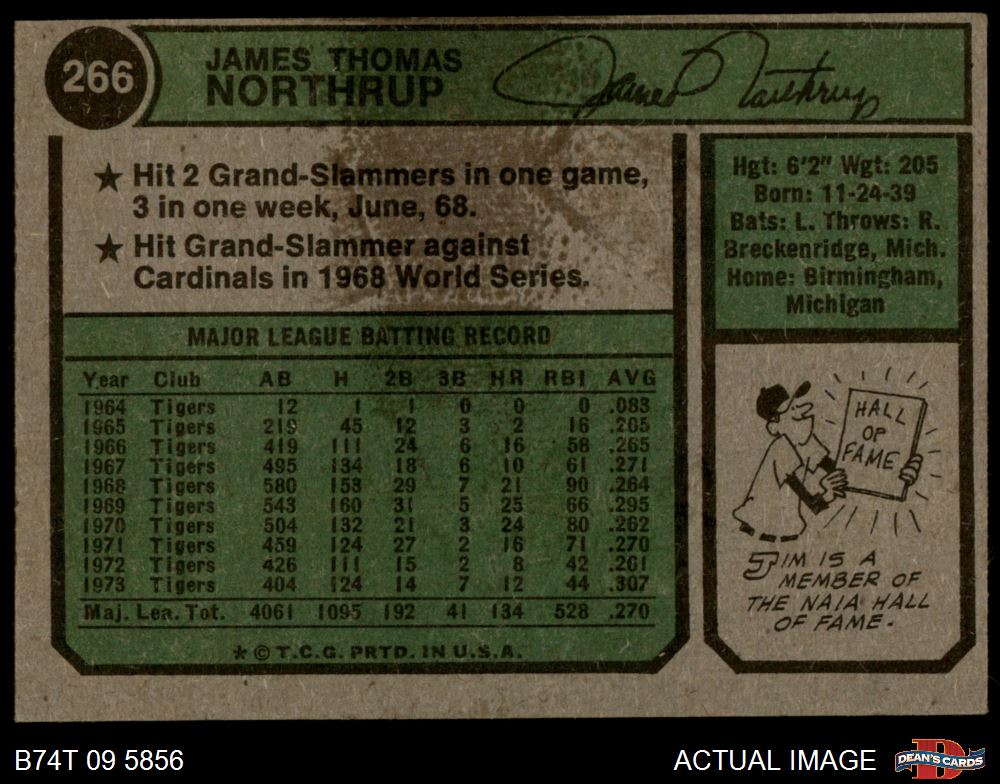 266
JAMES THOMAS
NORTHRUP
James Northrup
★ Hit 2 Grand-Slammers in one game,
3 in one week, June, 68.
★ Hit Grand-Slammer against
Cardinals in 1968 World Series.
Hgt: 6'2" Wgt: 205
Born: 11-24-39
Bats: L. Throws: R.
Breckenridge, Mich.
Home: Birmingham,
Michigan
MAJOR LEAGUE BATTING RECORD
Year Club AB H 2B 3B HR RBI AVG
1964 Tigers 12 1 1 0 0 0 .083
1965 Tigers 219 45 12 3 2 16 .205
1966 Tigers 419 111 24 6 16 58 .265
1967 Tigers 495 134 18 6 10 61 .271
1968 Tigers 580 153 29 7 21 90 .264
1969 Tigers 543 160 31 5 25 66 .295
1970 Tigers 504 132 21 3 24 80 .262
1971 Tigers 459 124 27 2 16 71 .270
1972 Tigers 426 111 15 2 8 42 .261
1973 Tigers 404 124 14 7 12 44 .307
Maj. Lea. Tot. 4061 1095 192 41 134 528 .270
* © T.C.G. PRTD. IN U.S.A.
HALL
OF
FAME
JIM IS A
MEMBER OF
THE NAIA HALL
OF FAME.
B74T 09 5856
ACTUAL IMAGE
D
DEAN'S CARDS